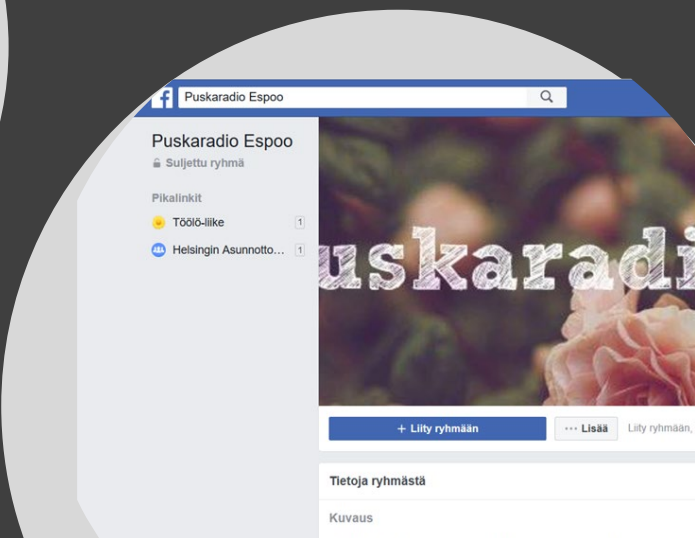 Puskaradio Espoo
Puskaradio Espoo
Suljettu ryhmä
Pikalinkit
Töölö-liike 1
Helsingin Asunnotto... 1
uskaradi
+ Liity ryhmään
... Lisää
Liity ryhmään,
Tietoja ryhmästä
Kuvaus